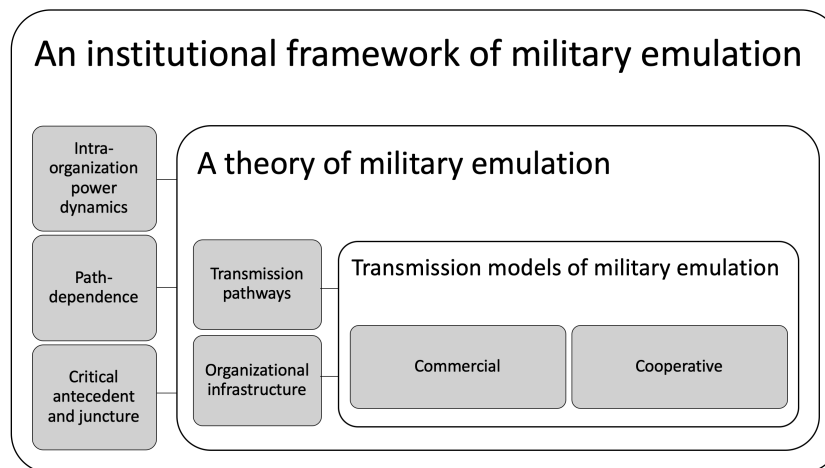 An institutional framework of military emulation
Intra-
organization
power
dynamics
A theory of military emulation
Path-
dependence
Transmission
pathways
Transmission models of military emulation
Critical
antecedent
and juncture
Organizational
infrastructure
Commercial
Cooperative